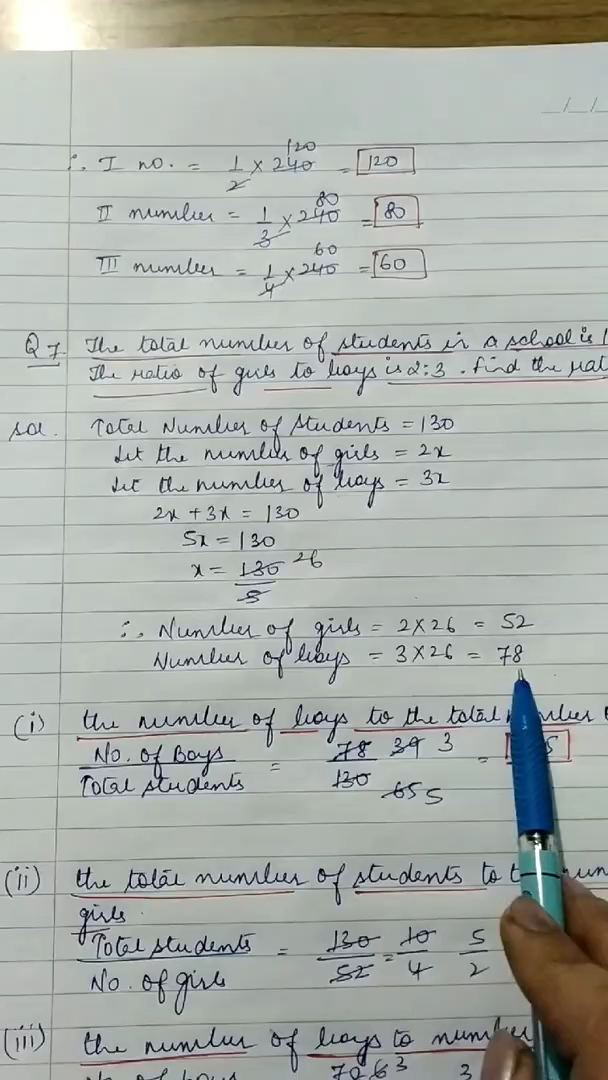 _/_/
∴ I no. = 1/2 × 240 120 = 120
II number = 1/3 × 240 80 = 80
III number = 1/4 × 240 60 = 60
Q7. The total number of students in a school is 1
The ratio of girls to boys is 2:3. Find the
sol. Total Number of Students = 130
Let the number of girls = 2x
Let the number of boys = 3x
2x + 3x = 130
5x = 130
x = 130/5 26
∴ Number of girls = 2×26 = 52
Number of boys = 3×26 = 78
(i) the number of boys to the total
No. of Boys/Total students = 78/130 39/65 3/5 = 5
(ii) the total number of students to
girls.
Total students/No. of girls = 130/52 = 10/4 5/2
(iii) the number of boys to number
3